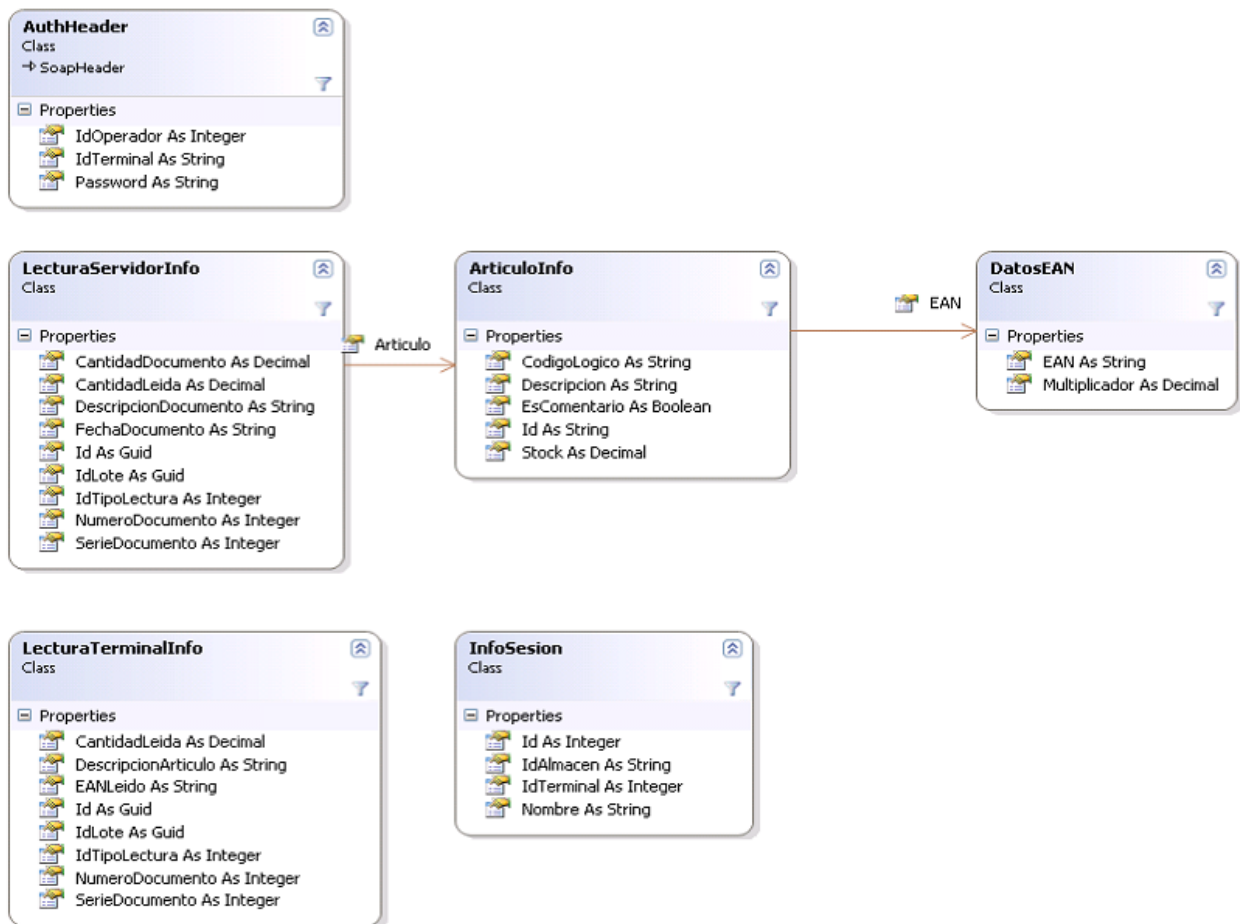 AuthHeader
Class
SoapHeader
Properties
IdOperador As Integer
IdTerminal As String
Password As String
LecturaServidorInfo
Class
Properties
CantidadDocumento As Decimal
CantidadLeida As Decimal
DescripcionDocumento As String
FechaDocumento As String
Id As Guid
IdLote As Guid
IdTipoLectura As Integer
NumeroDocumento As Integer
SerieDocumento As Integer
Articulo
ArticuloInfo
Class
Properties
CodigoLogico As String
Descripcion As String
EsComentario As Boolean
Id As String
Stock As Decimal
EAN
DatosEAN
Class
Properties
EAN As String
Multiplicador As Decimal
LecturaTerminalInfo
Class
Properties
CantidadLeida As Decimal
DescripcionArticulo As String
EANLeido As String
Id As Guid
IdLote As Guid
IdTipoLectura As Integer
NumeroDocumento As Integer
SerieDocumento As Integer
InfoSesion
Class
Properties
Id As Integer
IdAlmacen As String
IdTerminal As Integer
Nombre As String